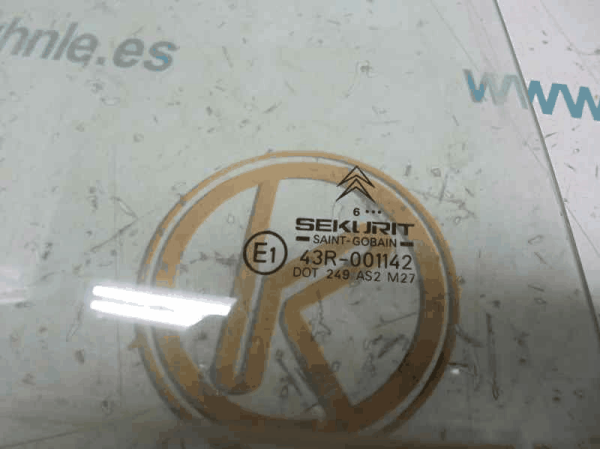 hnle.es
www.
6 •••
SEKURIT
SAINT-GOBAIN
E1
43R-001142
DOT 249 AS2 M27